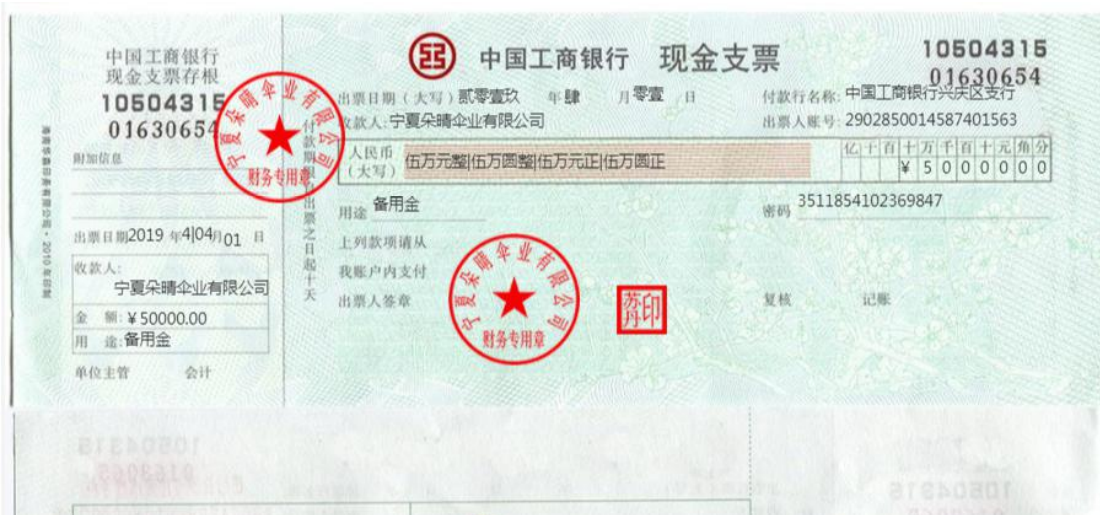 中国工商银行
现金支票存根
10504315
01630654
附加信息
出票日期2019 年4|04月01 日
收款人:
宁夏朵晴伞业有限公司
金 额:¥50000.00
用 途:备用金
单位主管 会计
付款期限自出票之日起十天
中国工商银行 现金支票
10504315
01630654
出票日期(大写)贰零壹玖 年肆 月零壹 日
付款行名称:中国工商银行兴庆区支行
收款人:宁夏朵晴伞业有限公司
出票人账号:2902850014587401563
人民币
(大写)
伍万元整|伍万圆整|伍万元正|伍万圆正
亿千百十万千百十元角分
¥5000000
用途 备用金
密码 3511854102369847
上列款项请从
我账户内支付
出票人签章
复核 记账
宁夏朵晴伞业有限公司
财务专用章
宁夏朵晴伞业有限公司
财务专用章
苏丹印